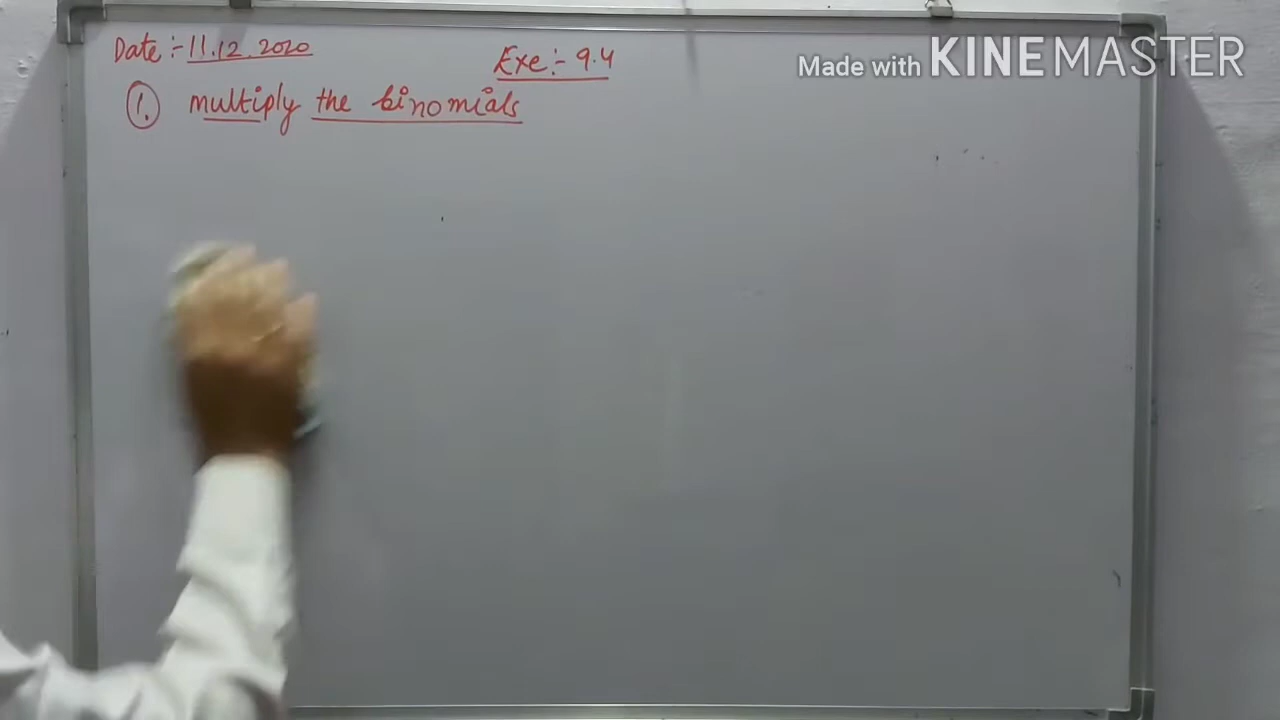 Date :- 11.12.2020
Exe:- 9.4
Made with KINEMASTER
1. multiply the binomials